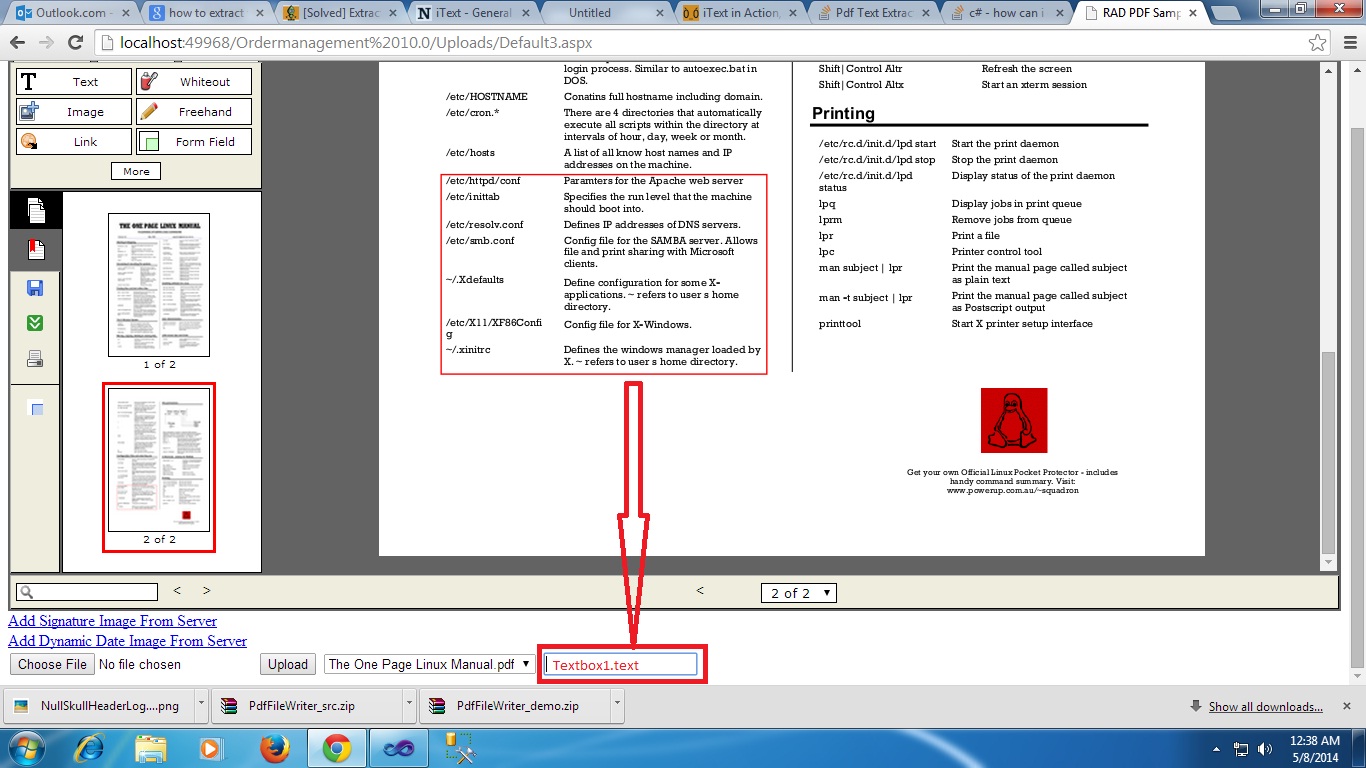 Outlook.com -
how to extract
[Solved] Extrac
iText - General
Untitled
iText in Action,
Pdf Text Extrac
c# - how can i
RAD PDF Samp
localhost:49968/Ordermanagement%2010.0/Uploads/Default3.aspx
Text
Whiteout
Image
Freehand
Link
Form Field
More
THE ONE PAGE LINUX MANUAL
1 of 2
2 of 2
login process. Similar to autoexec.bat in
DOS.
/etc/HOSTNAME Conatins full hostname including domain.
/etc/cron.* There are 4 directories that automatically
execute all scripts within the directory at
intervals of hour, day, week or month.
/etc/hosts A list of all know host names and IP
addresses on the machine.
/etc/httpd/conf Paramters for the Apache web server
/etc/inittab Specifies the run level that the machine
should boot into.
/etc/resolv.conf Defines IP addresses of DNS servers.
/etc/smb.conf Config file for the SAMBA server. Allows
file and print sharing with Microsoft
clients.
~/.Xdefaults Define configuration for some X-
applications. ~ refers to user s home
directory.
/etc/X11/XF86Confi Config file for X-Windows.
g
~/.xinitrc Defines the windows manager loaded by
X. ~ refers to user s home directory.
Shift|Control Altr Refresh the screen
Shift|Control Altx Start an xterm session
Printing
/etc/rc.d/init.d/lpd start Start the print daemon
/etc/rc.d/init.d/lpd stop Stop the print daemon
/etc/rc.d/init.d/lpd Display status of the print daemon
status
lpq Display jobs in print queue
lprm Remove jobs from queue
lpr Print a file
lpc Printer control tool
man subject | lpr Print the manual page called subject
as plain text
man -t subject | lpr Print the manual page called subject
as Postscript output
printtool Start X printer setup interface
Get your own Official Linux Pocket Protector - includes
handy command summary. Visit:
www.powerup.com.au/~squadron
< > < 2 of 2
Add Signature Image From Server
Add Dynamic Date Image From Server
Choose File No file chosen Upload The One Page Linux Manual.pdf Textbox1.text
NullSkullHeaderLog....png
PdfFileWriter_src.zip
PdfFileWriter_demo.zip
Show all downloads...
12:38 AM
5/8/2014